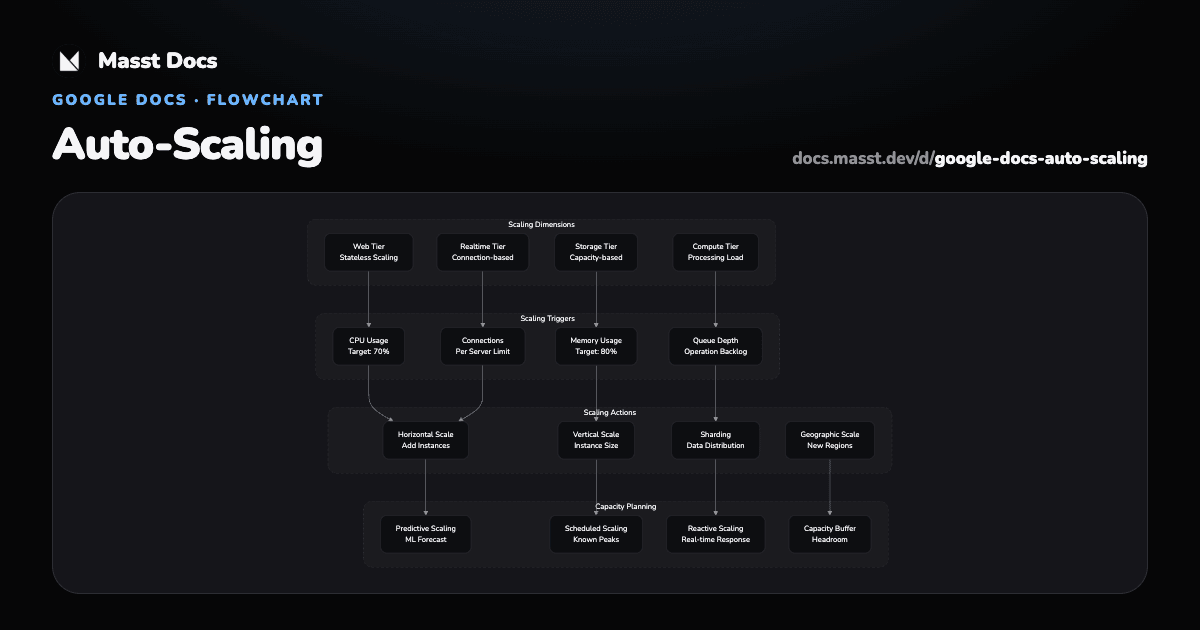 Masst Docs
GOOGLE DOCS · FLOWCHART
Auto-Scaling
docs.masst.dev/d/google-docs-auto-scaling
Scaling Dimensions
Web Tier
Stateless Scaling
Realtime Tier
Connection-based
Storage Tier
Capacity-based
Compute Tier
Processing Load
Scaling Triggers
CPU Usage
Target: 70%
Connections
Per Server Limit
Memory Usage
Target: 80%
Queue Depth
Operation Backlog
Scaling Actions
Horizontal Scale
Add Instances
Vertical Scale
Instance Size
Sharding
Data Distribution
Geographic Scale
New Regions
Capacity Planning
Predictive Scaling
ML Forecast
Scheduled Scaling
Known Peaks
Reactive Scaling
Real-time Response
Capacity Buffer
Headroom